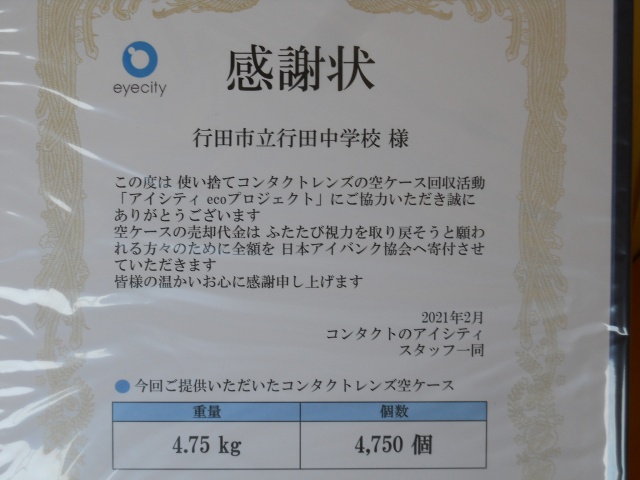 eyecity
感謝状
行田市立行田中学校 様
この度は 使い捨てコンタクトレンズの空ケース回収活動
「アイシティ ecoプロジェクト」にご協力いただき誠に
ありがとうございます
空ケースの売却代金は ふたたび視力を取り戻そうと願わ
れる方々のために全額を 日本アイバンク協会へ寄付させ
ていただきます
皆様の温かいお心に感謝申し上げます
2021年2月
コンタクトのアイシティ
スタッフ一同
今回ご提供いただいたコンタクトレンズ空ケース
重量 個数
4.75 kg 4,750 個